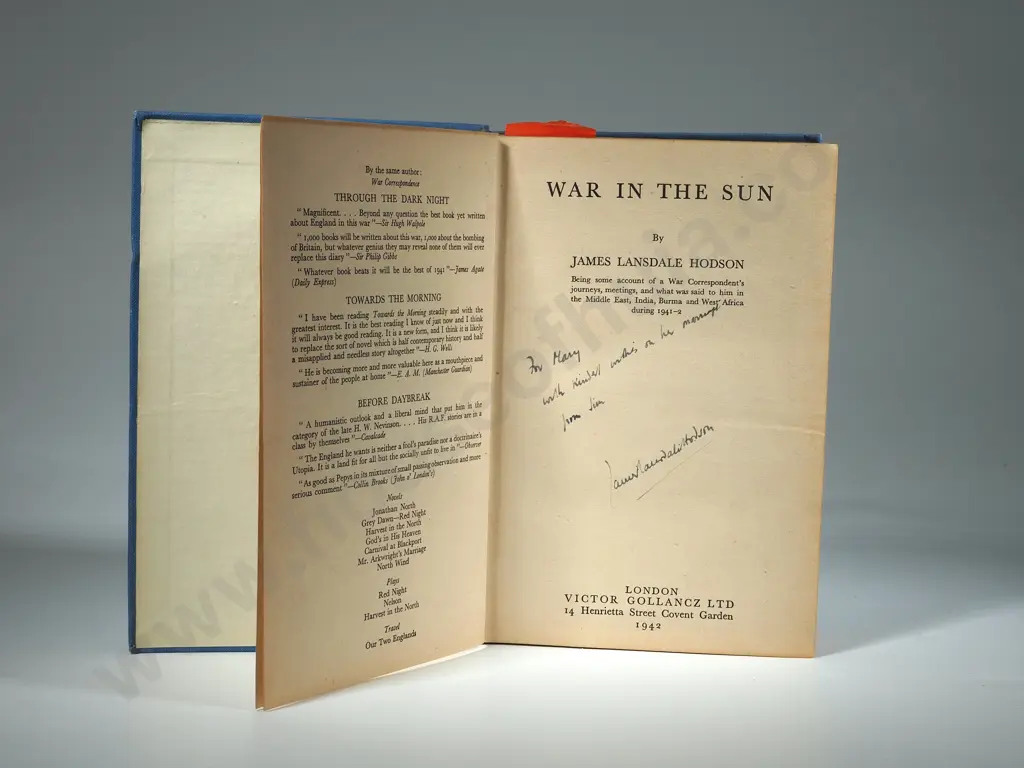 By the same author:
War Correspondence
THROUGH THE DARK NIGHT
“Magnificent. . . . Beyond any question the best book yet written
about England in this war”—Sir Hugh Walpole
“1,000 books will be written about this war, 1,000 about the bombing
of Britain, but whatever genius they may reveal none of them will ever
replace this diary”—Sir Philip Gibbs
“Whatever book beats it will be the best of 1941”—James Agate
(Daily Express)
TOWARDS THE MORNING
“I have been reading Towards the Morning steadily and with the
greatest interest. It is the best reading I know of just now and I think
it will always be good reading. It is a new form, and I think it is likely
to replace the sort of novel which is half contemporary history and half
a misapplied and needless story altogether”—H. G. Wells
“He is becoming more and more valuable here as a mouthpiece and
sustainer of the people at home”—E. A. M. (Manchester Guardian)
BEFORE DAYBREAK
“A humanistic outlook and a liberal mind that put him in the
category of the late H. W. Nevinson. . . . His R.A.F. stories are in a
class by themselves”—Cavalcade
“The England he wants is neither a fool's paradise nor a doctrinaire's
Utopia. It is a land fit for all but the socially unfit to live in”—Observer
“As good as Pepys in its mixture of small passing observation and more
serious comment”—Collin Brooks (John o' London's)
Novels
Jonathan North
Grey Dawn—Red Night
Harvest in the North
God's in His Heaven
Carnival at Blackport
Mr. Arkwright's Marriage
North Wind
Plays
Red Night
Nelson
Harvest in the North
Travel
Our Two Englands
WAR IN THE SUN
By
JAMES LANSDALE HODSON
Being some account of a War Correspondent's
journeys, meetings, and what was said to him in
the Middle East, India, Burma and West Africa
during 1941–2
For Mary
with kindest wishes on her marriage
from Jim
James Lansdale Hodson
LONDON
VICTOR GOLLANCZ LTD
14 Henrietta Street Covent Garden
1942